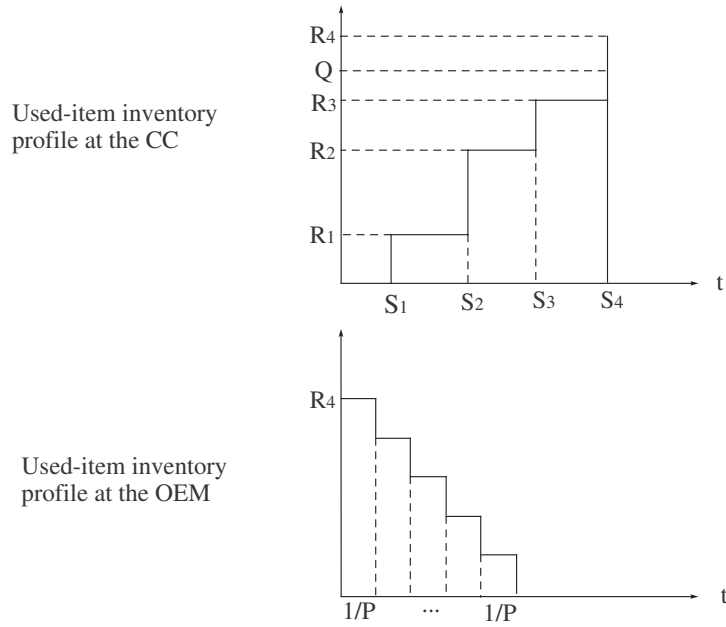 Used-item inventory
profile at the CC
R4
Q
R3
R2
R1
S1
S2
S3
S4
t
Used-item inventory
profile at the OEM
R4
1/P
...
1/P
t